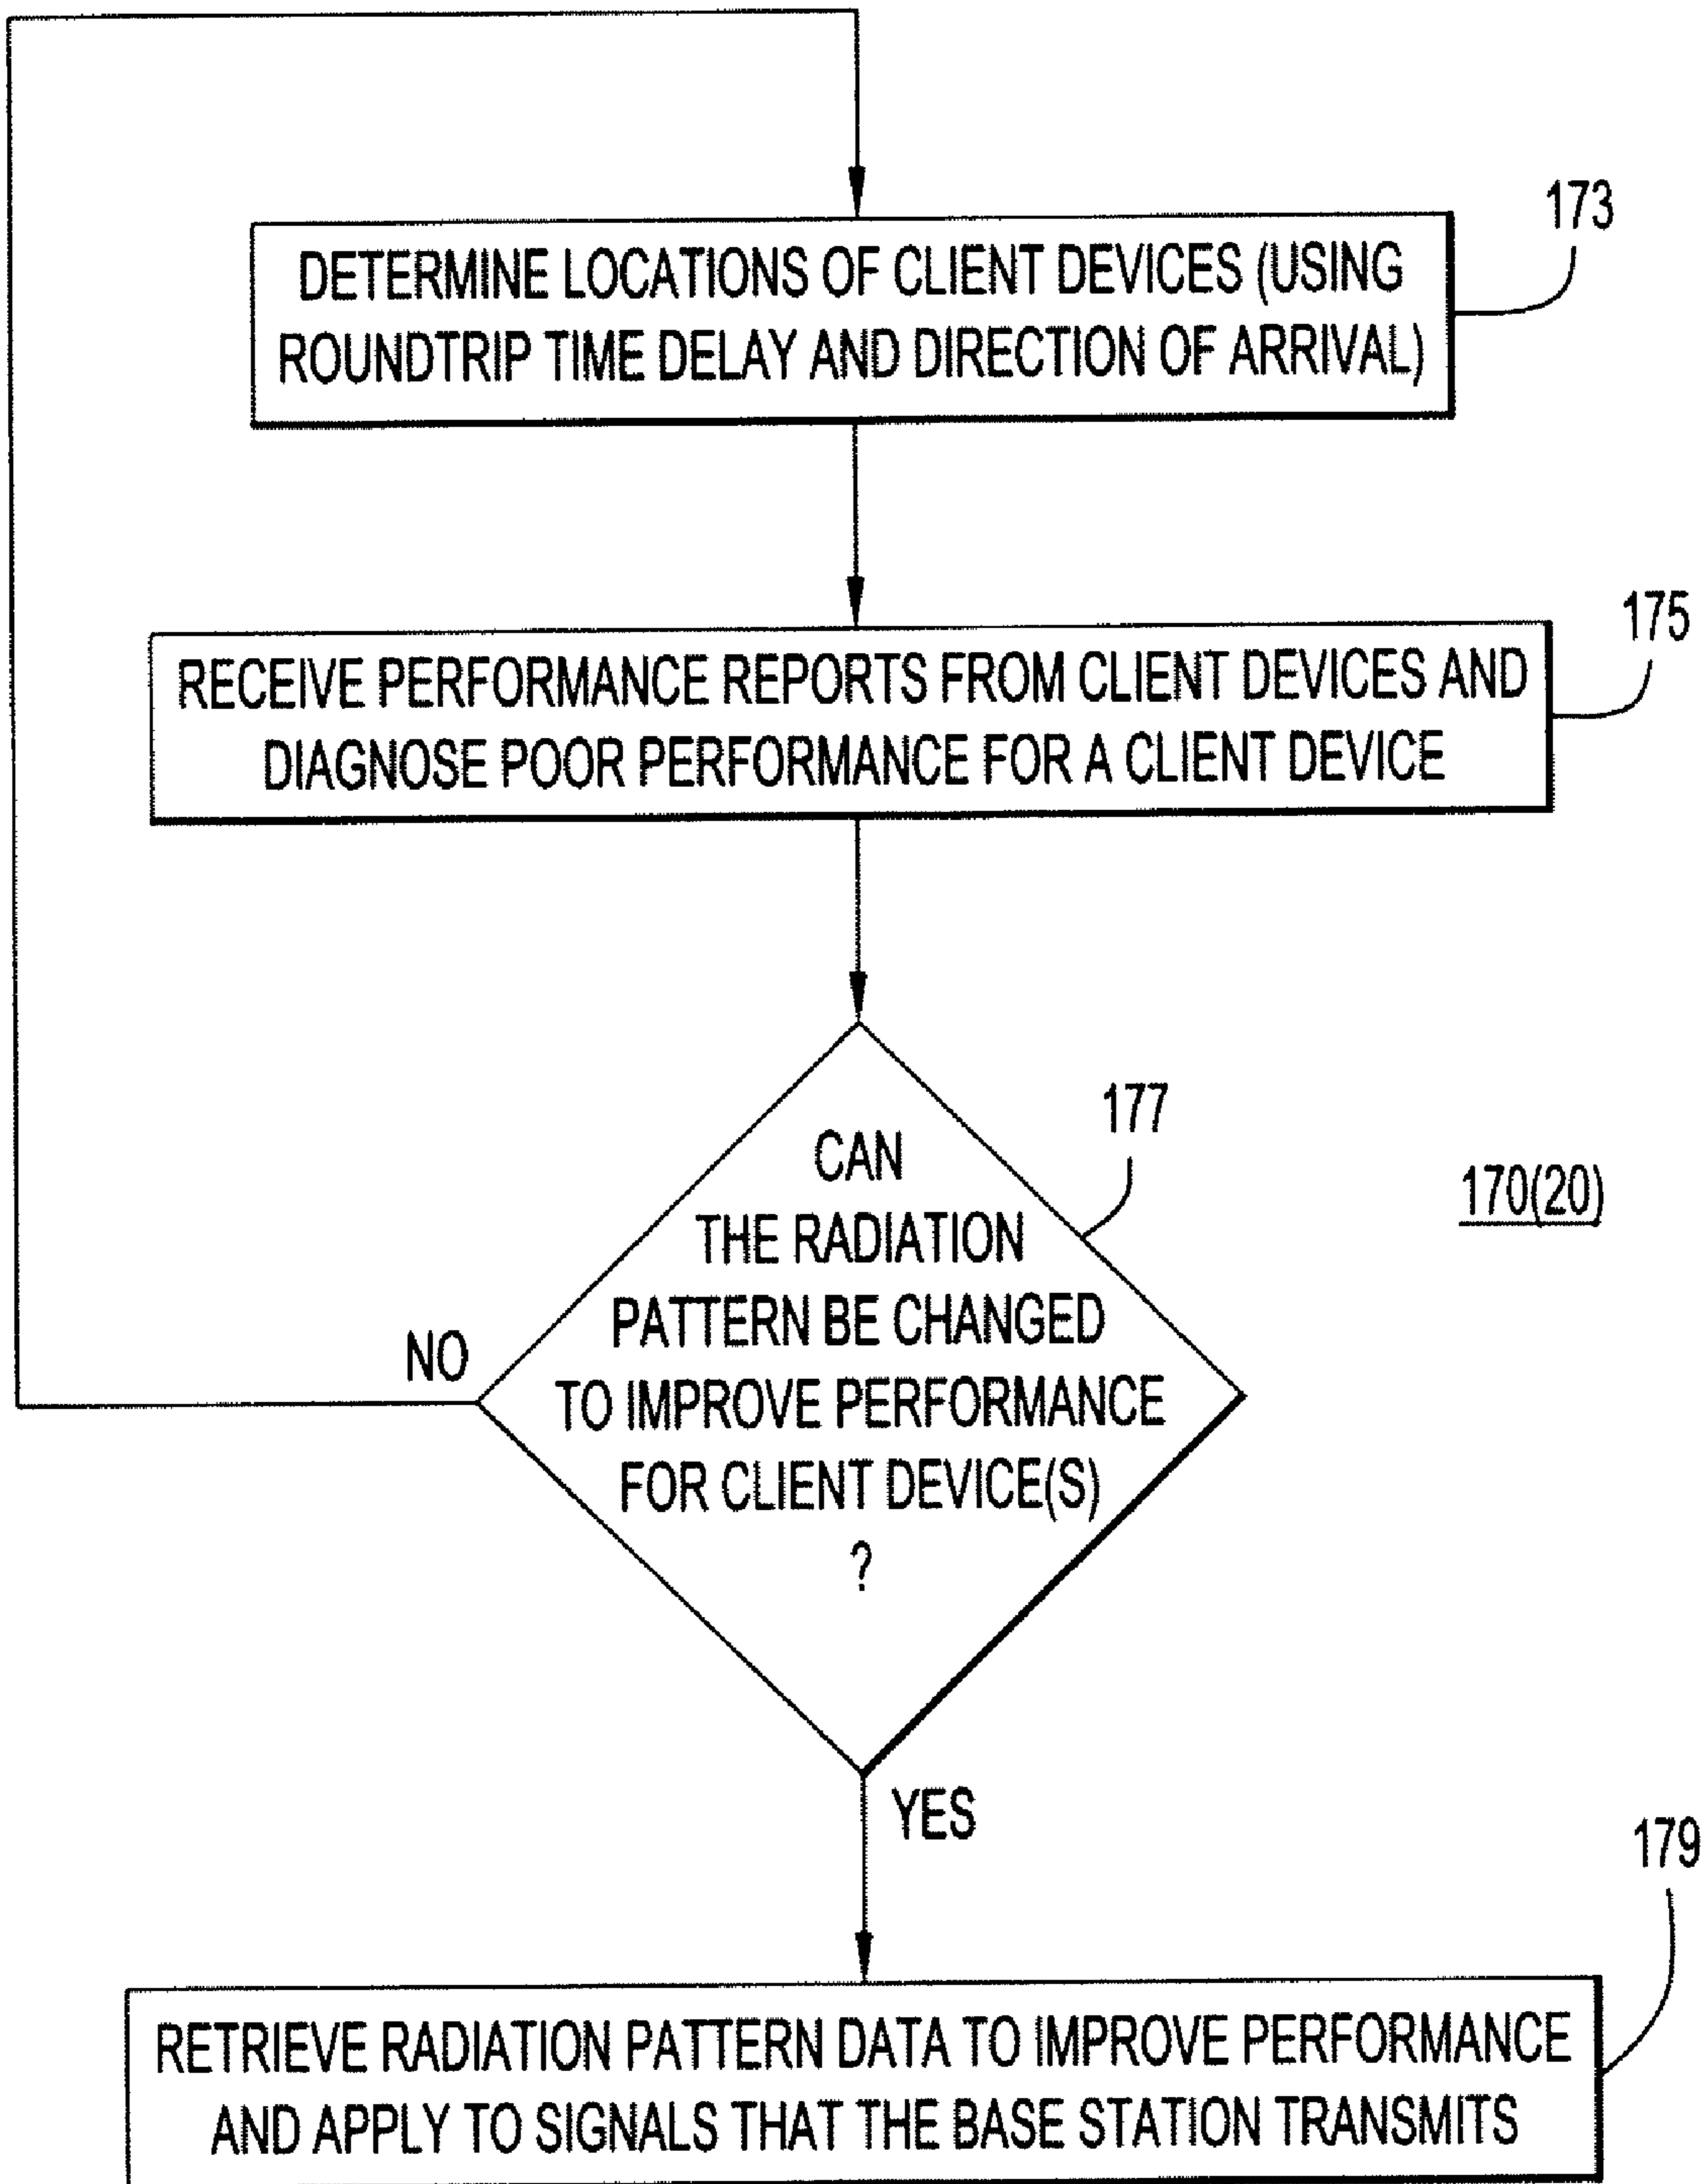 173
DETERMINE LOCATIONS OF CLIENT DEVICES (USING
ROUNDTRIP TIME DELAY AND DIRECTION OF ARRIVAL)
175
RECEIVE PERFORMANCE REPORTS FROM CLIENT DEVICES AND
DIAGNOSE POOR PERFORMANCE FOR A CLIENT DEVICE
177
CAN
THE RADIATION
PATTERN BE CHANGED
TO IMPROVE PERFORMANCE
FOR CLIENT DEVICE(S)
?
170(20)
NO
YES
179
RETRIEVE RADIATION PATTERN DATA TO IMPROVE PERFORMANCE
AND APPLY TO SIGNALS THAT THE BASE STATION TRANSMITS